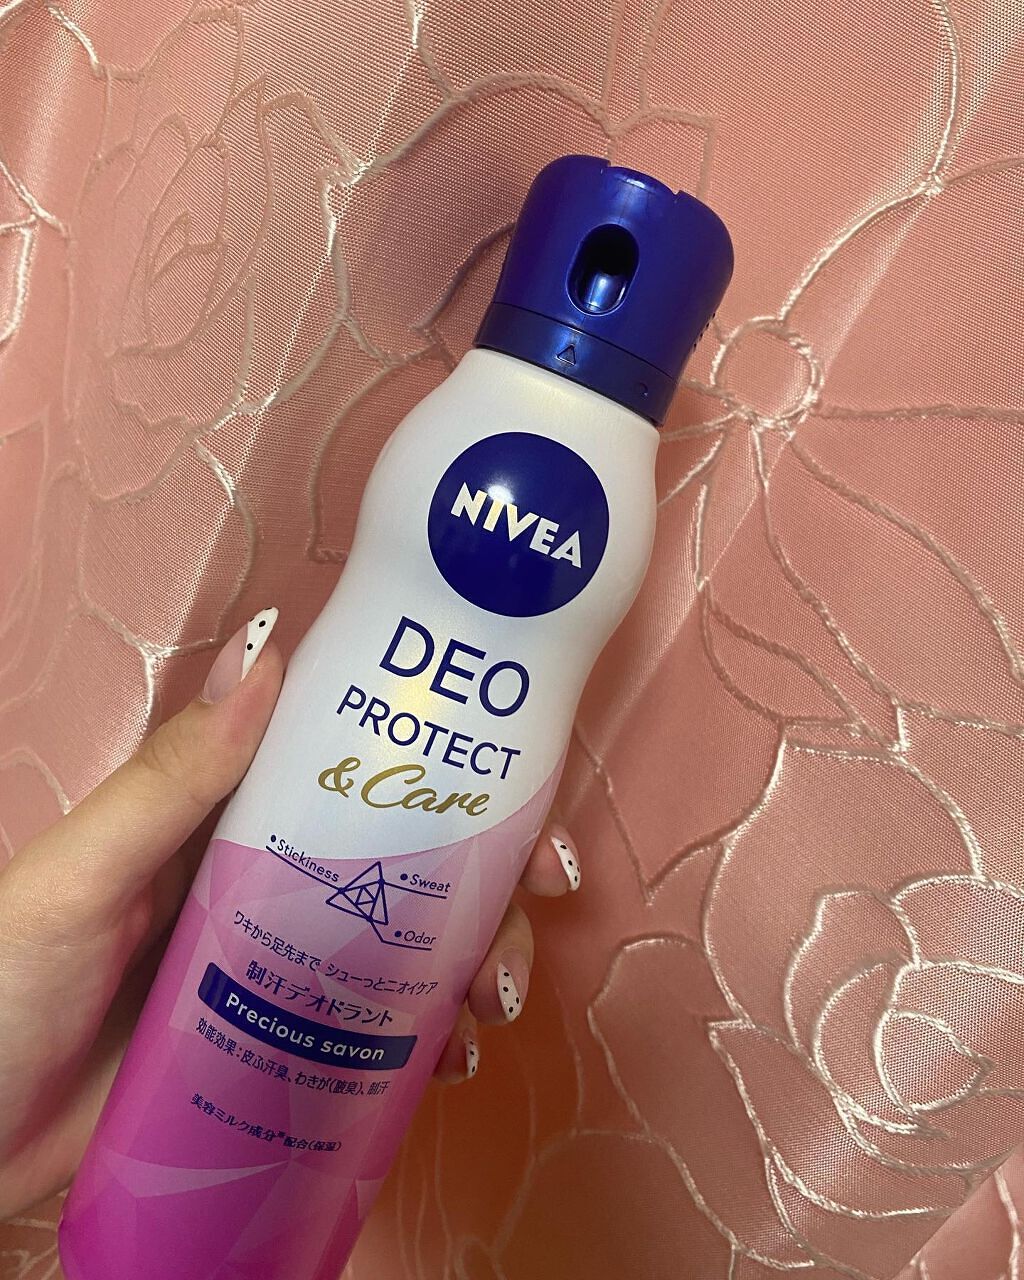 NIVEA
DEO
PROTECT
& Care
•Stickiness
•Sweat
•Odor
ワキから足先まで シューっとニオイケア
制汗デオドラント
Precious savon
効能効果:皮ふ汗臭、わきが(腋臭)、制汗
美容ミルク成分※配合(保湿)